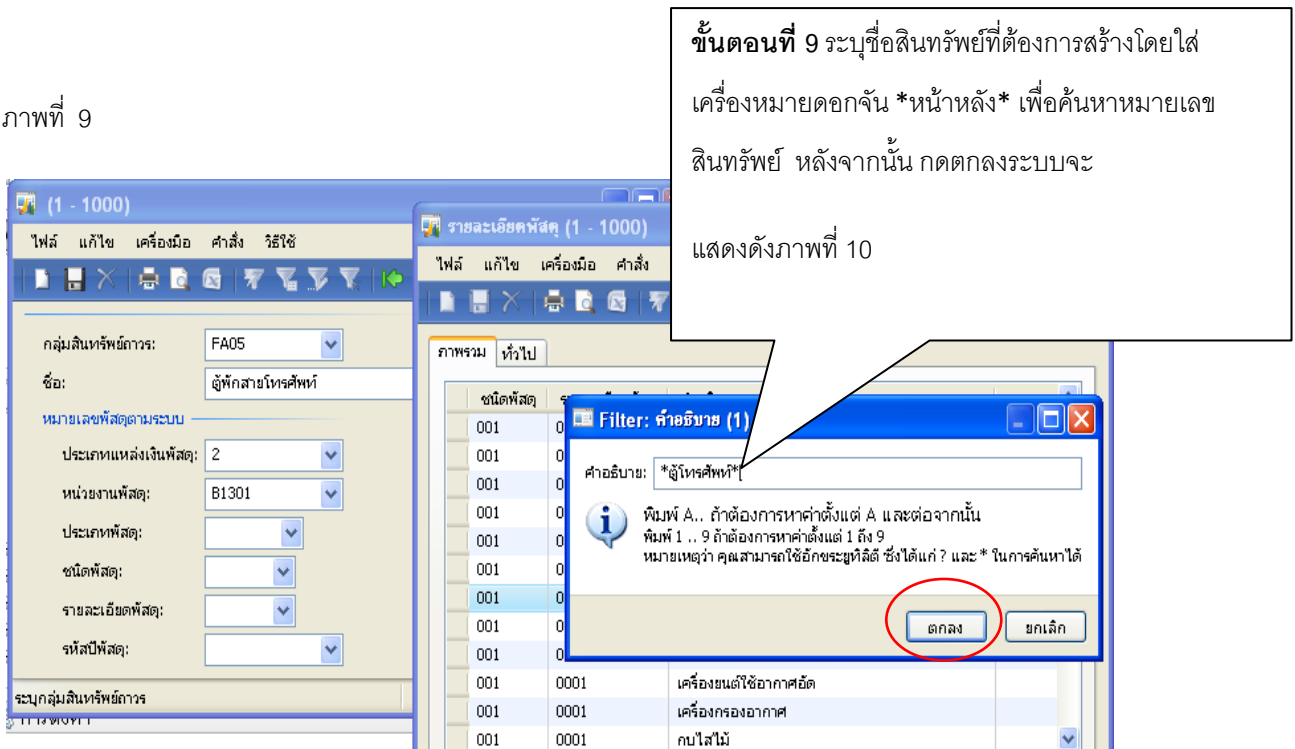 ขั้นตอนที่ 9 ระบุชื่อสินทรัพย์ที่ต้องการสร้างโดยใส่
เครื่องหมายดอกจัน *หน้าหลัง* เพื่อค้นหาหมายเลข
สินทรัพย์ หลังจากนั้น กดตกลงระบบจะ
แสดงดังภาพที่ 10
ภาพที่ 9
(1 - 1000)
ไฟล์ แก้ไข เครื่องมือ คำสั่ง วิธีใช้
กลุ่มสินทรัพย์ถาวร: FA05
ชื่อ: ตู้พักสายโทรศัพท์
หมายเลขพัสดุตามระบบ
ประเภทแหล่งเงินพัสดุ: 2
หน่วยงานพัสดุ: B1301
ประเภทพัสดุ:
ชนิดพัสดุ:
รายละเอียดพัสดุ:
รหัสปีพัสดุ:
ระบุกลุ่มสินทรัพย์ถาวร
รายละเอียดพัสดุ (1 - 1000)
ไฟล์ แก้ไข เครื่องมือ คำสั่ง
ภาพรวม ทั่วไป
ชนิดพัสดุ
001 0
001 0
001 0
001 0
001 0
001 0
001 0
001 0
001 0
001 0001 เครื่องยนต์ใช้อากาศอัด
001 0001 เครื่องกรองอากาศ
001 0001 กบไสไม้
Filter: คำอธิบาย (1)
คำอธิบาย: *ตู้โทรศัพท์*
พิมพ์ A.. ถ้าต้องการหาค่าตั้งแต่ A และต่อจากนั้น
พิมพ์ 1 .. 9 ถ้าต้องการหาค่าตั้งแต่ 1 ถึง 9
หมายเหตุว่า คุณสามารถใช้อักขระยูทิลิตี ซึ่งได้แก่ ? และ * ในการค้นหาได้
ตกลง ยกเลิก